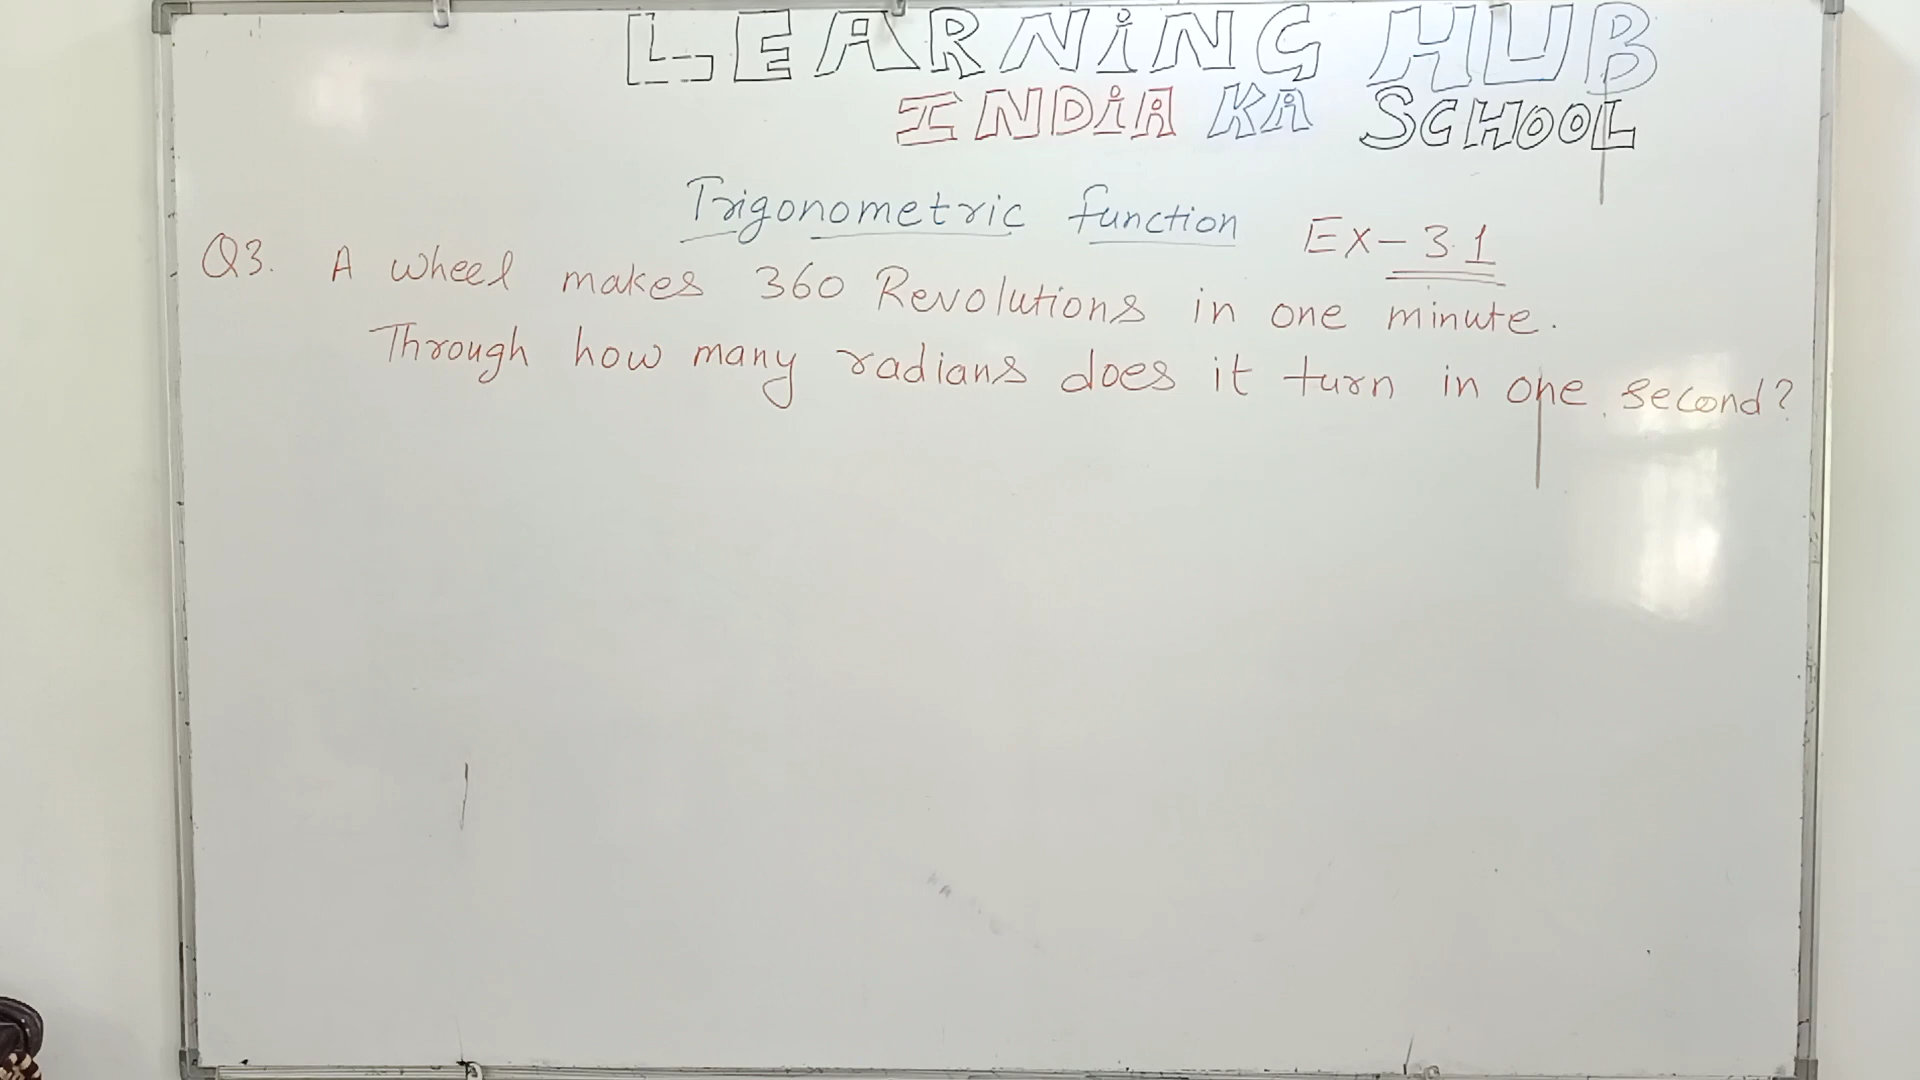 LEARNING HUB
INDIA KA SCHOOL
Trigonometric function Ex-3.1
Q3. A wheel makes 360 Revolutions in one minute.
Through how many radians does it turn in one second?